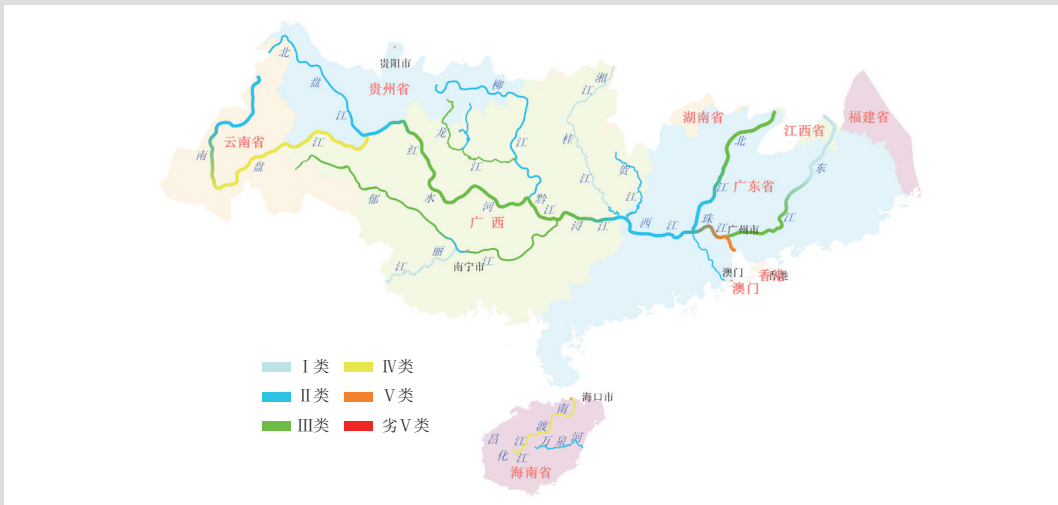 贵阳市
贵州省
云南省
湖南省
江西省
福建省
广东省
广 西
广州市
南宁市
澳门
香港
香港
澳门
海口市
海南省
北盘江
南盘江
红水河
柳江
龙江
黔江
浔江
郁江
丽江
湘江
桂江
贺江
西江
北江
东江
珠江
南渡江
万泉河
昌化江
Ⅰ类 Ⅳ类
Ⅱ类 Ⅴ类
Ⅲ类 劣Ⅴ类